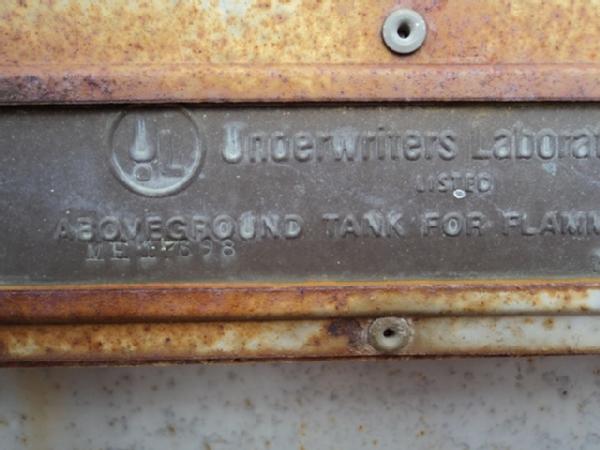 UL Underwriters Laborat
LISTED
ABOVEGROUND TANK FOR FLAMM